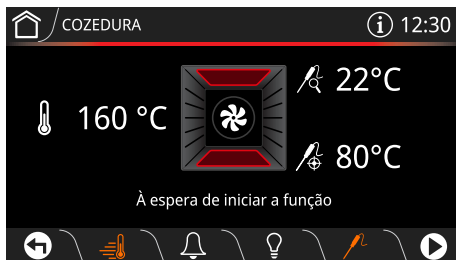 COZEDURA
12:30
22°C
160 °C
80°C
À espera de iniciar a função